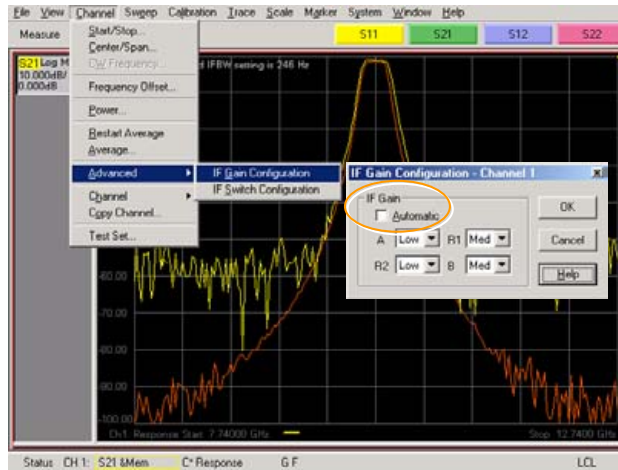 File View Channel Sweep Calibration Trace Scale Marker System Window Help
Measure
Start/Stop...
Center/Span...
CW Frequency...
Frequency Offset...
Power...
Restart Average
Average...
Advanced
Channel
Copy Channel...
Test Set...
IF Gain Configuration
IF Switch Configuration
S11 S21 S12 S22
S21 Log M
10.000dB/
0.000dB
IFBW setting is 246 Hz
IF Gain Configuration - Channel 1
IF Gain
Automatic
A Low R1 Med
R2 Low B Med
OK
Cancel
Help
-60.00
-70.00
-80.00
-90.00
-100.00
Ch1: Response Start 7.74000 GHz
Stop 12.7400 GHz
Status CH 1: S21 &Mem C* Response G F LCL